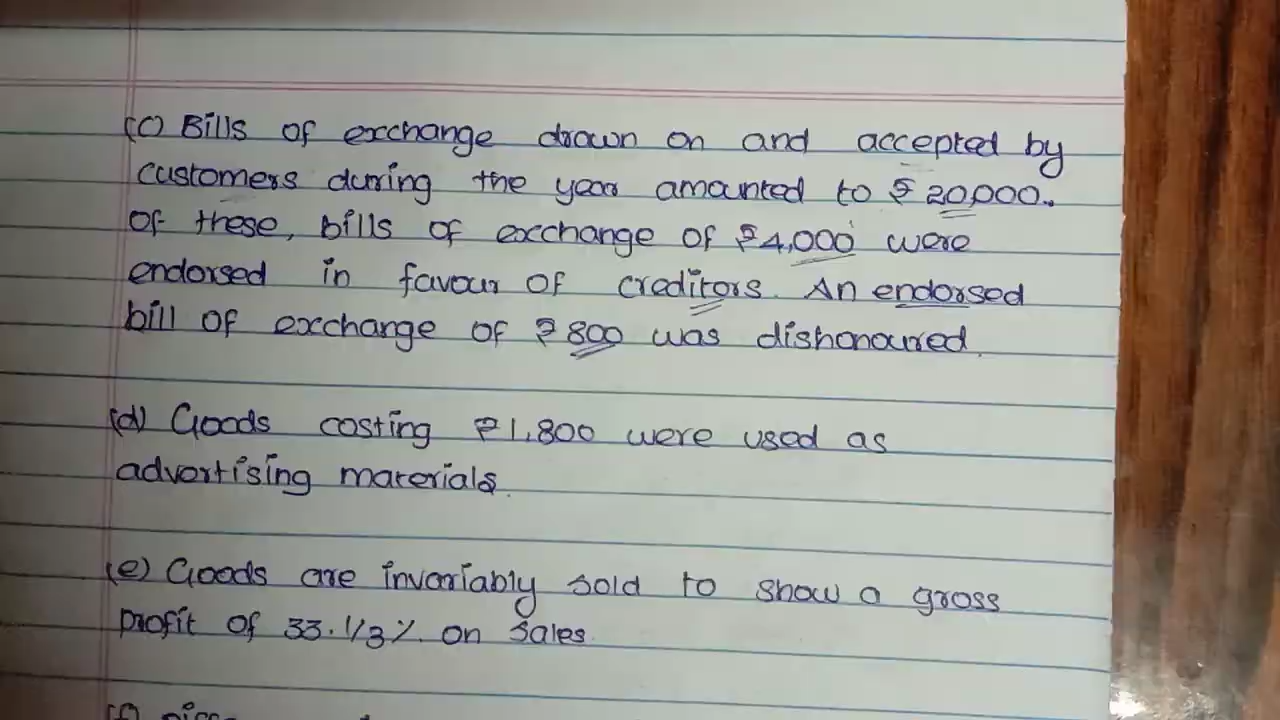 (c) Bills of exchange drawn on and accepted by
customers during the year amounted to ₹ 20,000.
Of these, bills of exchange of ₹4,000 were
endorsed in favour of creditors. An endorsed
bill of exchange of ₹800 was dishonoured.
(d) Goods costing ₹1,800 were used as
advertising materials.
(e) Goods are invariably sold to show a gross
profit of 33.1/3% on sales.
(f)